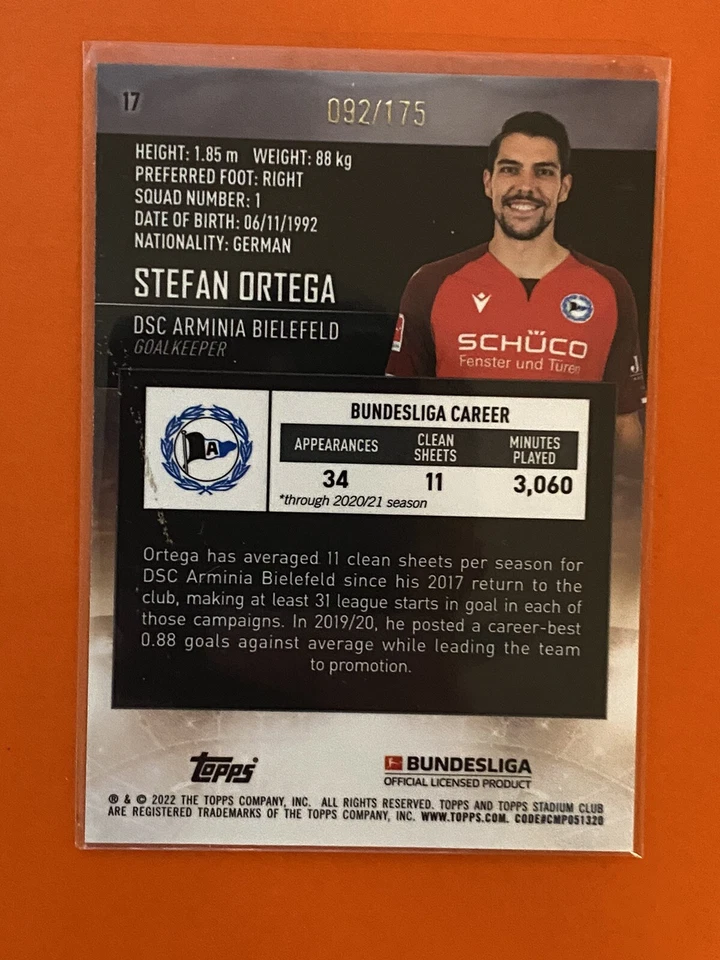 17
092/175
HEIGHT: 1.85 m WEIGHT: 88 kg
PREFERRED FOOT: RIGHT
SQUAD NUMBER: 1
DATE OF BIRTH: 06/11/1992
NATIONALITY: GERMAN
STEFAN ORTEGA
DSC ARMINIA BIELEFELD
GOALKEEPER
SCHÜCO
Fenster und Türen
J
A
BUNDESLIGA CAREER
APPEARANCES CLEAN SHEETS MINUTES PLAYED
34 11 3,060
*through 2020/21 season
Ortega has averaged 11 clean sheets per season for
DSC Arminia Bielefeld since his 2017 return to the
club, making at least 31 league starts in goal in each of
those campaigns. In 2019/20, he posted a career-best
0.88 goals against average while leading the team
to promotion.
Topps
BUNDESLIGA
OFFICIAL LICENSED PRODUCT
® & © 2022 THE TOPPS COMPANY, INC. ALL RIGHTS RESERVED. TOPPS AND TOPPS STADIUM CLUB
ARE REGISTERED TRADEMARKS OF THE TOPPS COMPANY, INC. WWW.TOPPS.COM. CODE#CMP051320